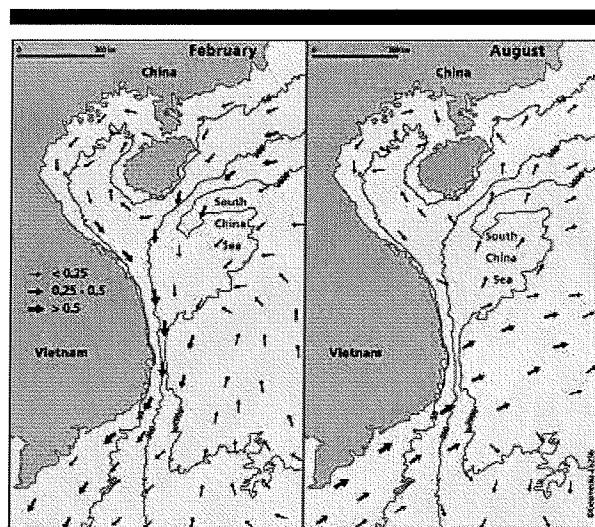 February
China
South
China
Sea
< 0.25
0.25 - 0.5
> 0.5
Vietnam
August
China
South
China
Sea
Vietnam